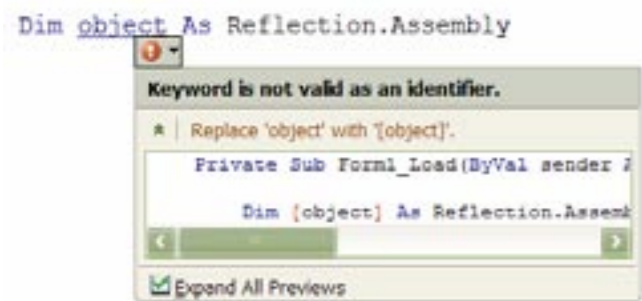 Dim object As Reflection.Assembly
Keyword is not valid as an identifier.
Replace 'object' with '[object]'.
Private Sub Form1_Load(ByVal sender A
Dim [object] As Reflection.Assemb
Expand All Previews